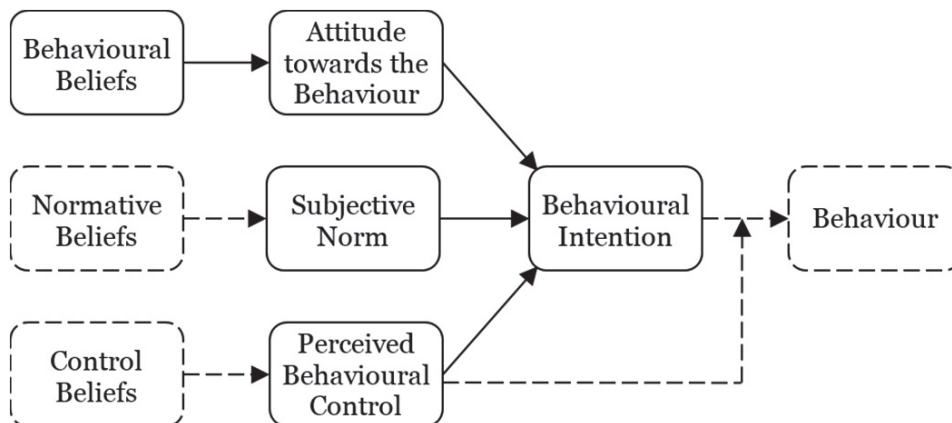 Behavioural
Beliefs
Attitude
towards the
Behaviour
Normative
Beliefs
Subjective
Norm
Behavioural
Intention
Behaviour
Control
Beliefs
Perceived
Behavioural
Control